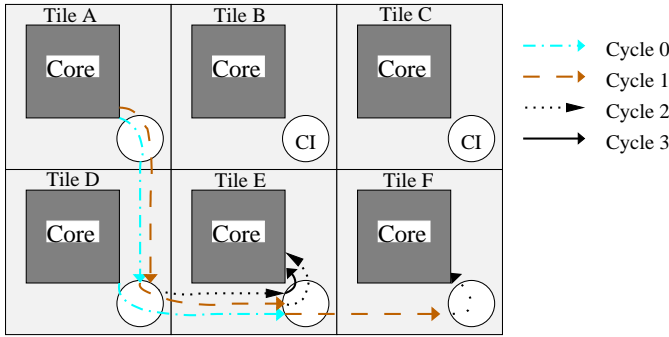 Tile A Tile B Tile C
Core Core Core
CI CI
Tile D Tile E Tile F
Core Core Core
Cycle 0
Cycle 1
Cycle 2
Cycle 3